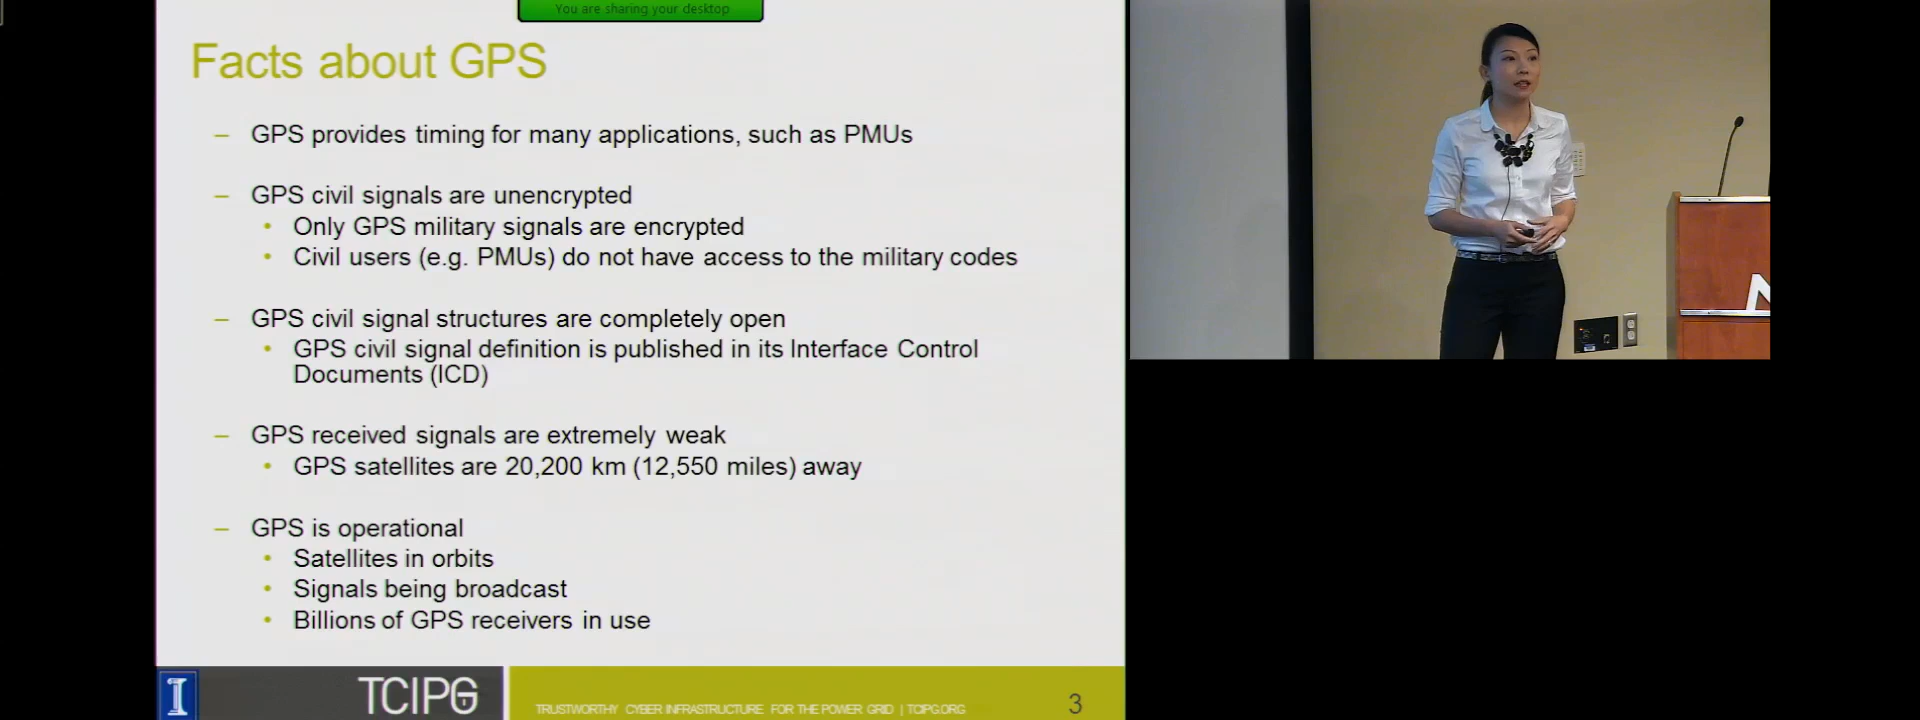 You are sharing your desktop
Facts about GPS
– GPS provides timing for many applications, such as PMUs
– GPS civil signals are unencrypted
• Only GPS military signals are encrypted
• Civil users (e.g. PMUs) do not have access to the military codes
– GPS civil signal structures are completely open
• GPS civil signal definition is published in its Interface Control
Documents (ICD)
– GPS received signals are extremely weak
• GPS satellites are 20,200 km (12,550 miles) away
– GPS is operational
• Satellites in orbits
• Signals being broadcast
• Billions of GPS receivers in use
I
TCIPG
TRUSTWORTHY CYBER INFRASTRUCTURE FOR THE POWER GRID | TCIPG.ORG
3